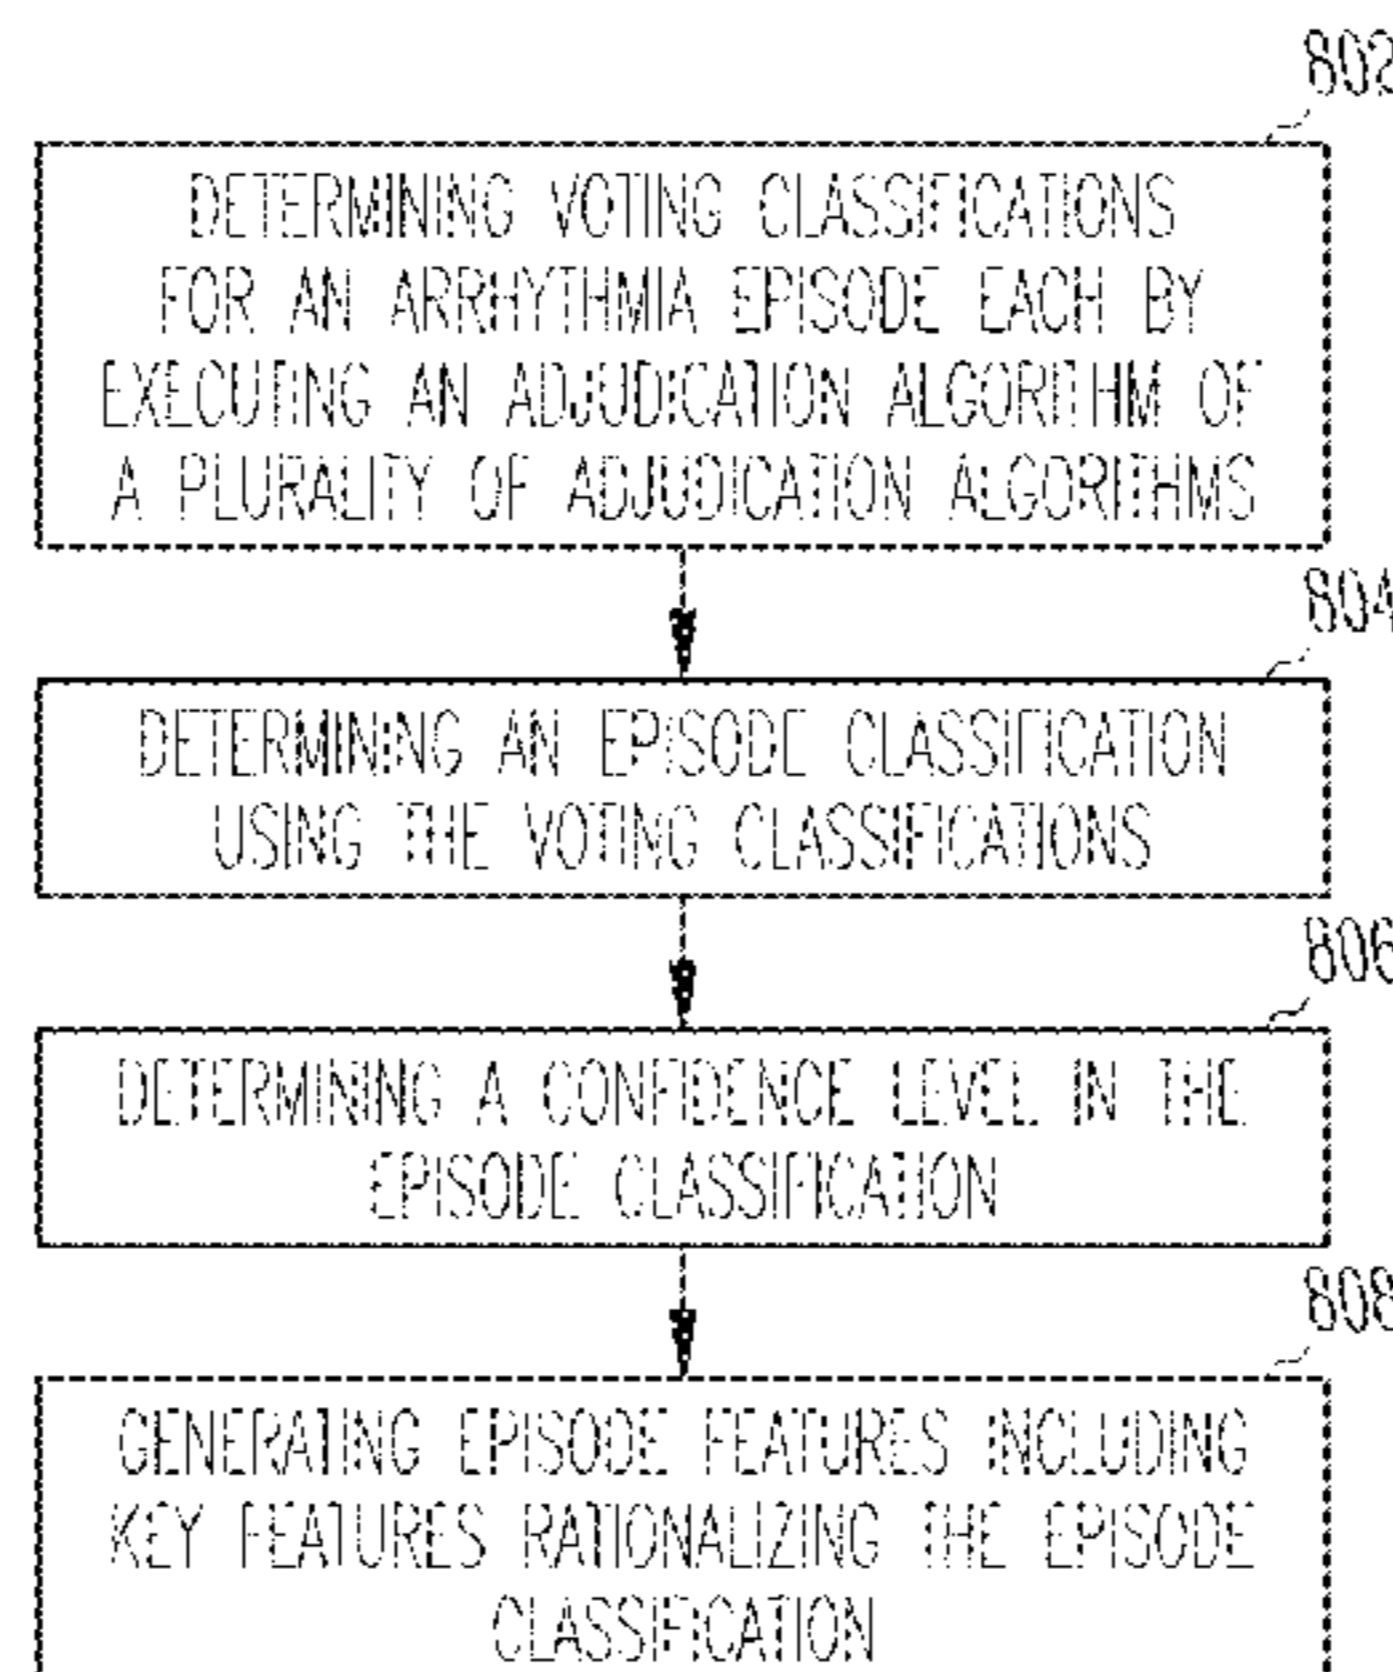 802
DETERMINING VOTING CLASSIFICATIONS
FOR AN ARRHYTHMIA EPISODE EACH BY
EXECUTING AN ADJUDICATION ALGORITHM OF
A PLURALITY OF ADJUDICATION ALGORITHMS
804
DETERMINING AN EPISODE CLASSIFICATION
USING THE VOTING CLASSIFICATIONS
806
DETERMINING A CONFIDENCE LEVEL IN THE
EPISODE CLASSIFICATION
808
GENERATING EPISODE FEATURES INCLUDING
KEY FEATURES RATIONALIZING THE EPISODE
CLASSIFICATION